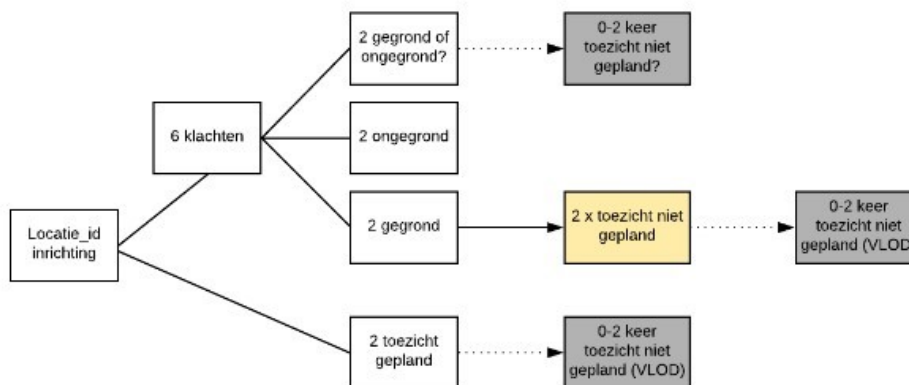 2 gegrond of
ongegrond?
0-2 keer
toezicht niet
gepland?
6 klachten
2 ongegrond
Locatie_id
inrichting
2 gegrond
2 x toezicht niet
gepland
0-2 keer
toezicht niet
gepland (VLOD)
2 toezicht
gepland
0-2 keer
toezicht niet
gepland (VLOD)